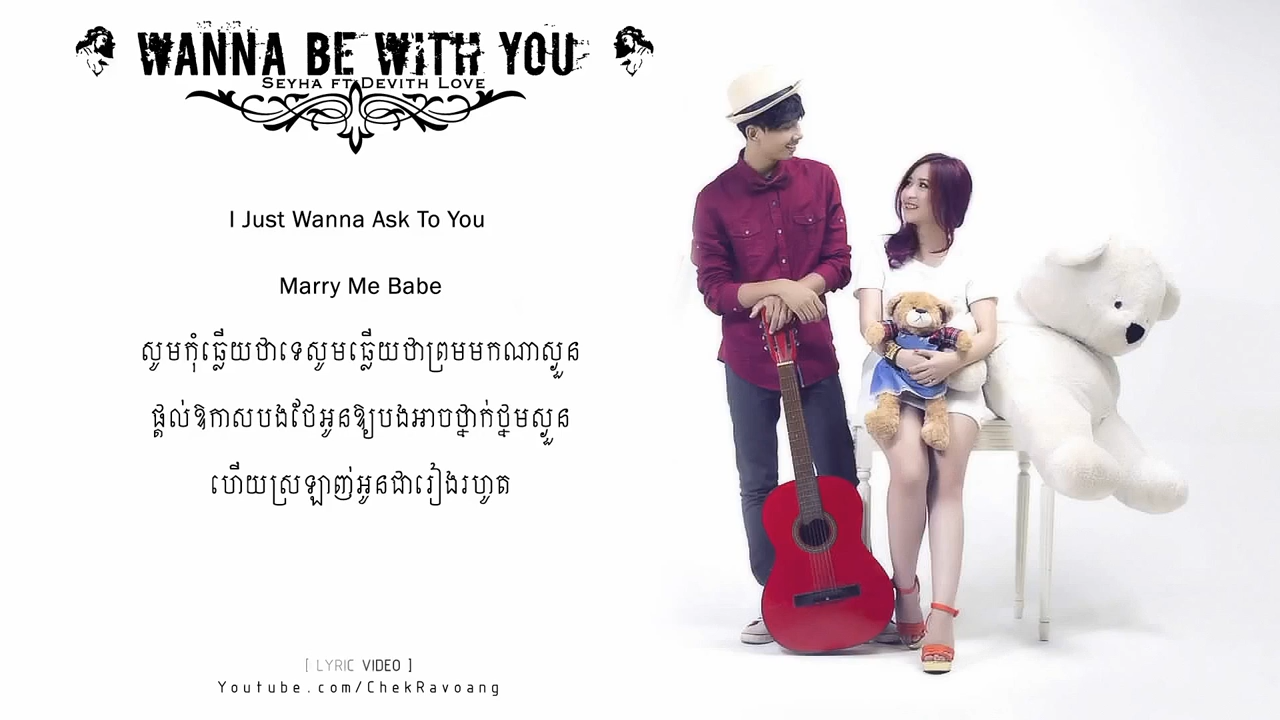 WANNA BE WITH YOU
SEYHA FT DEVITH LOVE
I Just Wanna Ask To You
Marry Me Babe
សូមកុំឆ្លើយថាទេសូមឆ្លើយថាព្រមមកណាស្ងួន
ផ្ដល់ឱកាសបងដៃអូនឱ្យបងអាចថ្នាក់ថ្នមស្ងួន
ហើយស្រឡាញ់អូនជារៀងរហូត
[ LYRIC VIDEO ]
Youtube.com/ChekRavoang